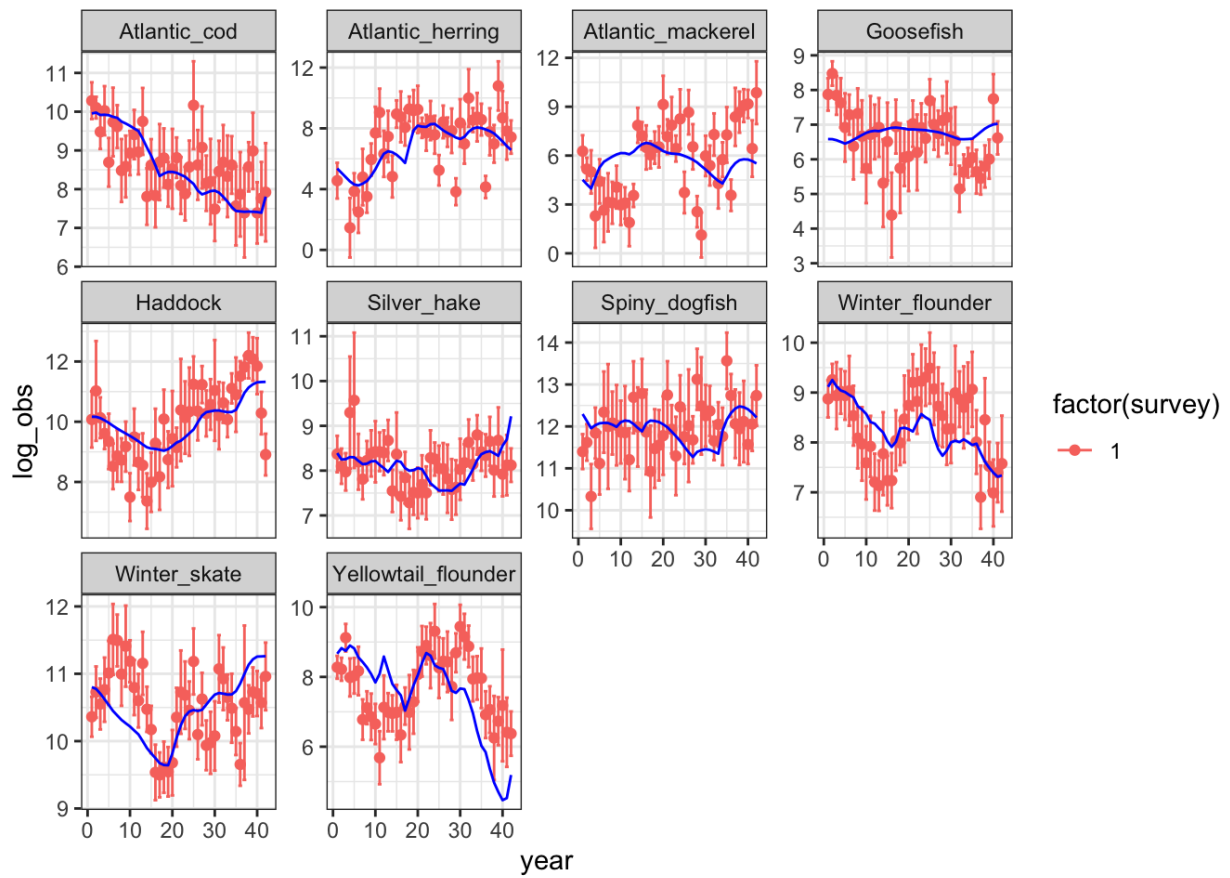 Atlantic_cod
Atlantic_herring
Atlantic_mackerel
Goosefish
11
10
9
8
7
6
12
8
4
0
12
9
6
3
0
9
8
7
6
5
4
3
Haddock
Silver_hake
Spiny_dogfish
Winter_flounder
12
10
8
11
10
9
8
7
14
13
12
11
10
10
9
8
7
0 10 20 30 40
0 10 20 30 40
Winter_skate
Yellowtail_flounder
12
11
10
9
10
8
6
0 10 20 30 40
0 10 20 30 40
year
log_obs
factor(survey)
1